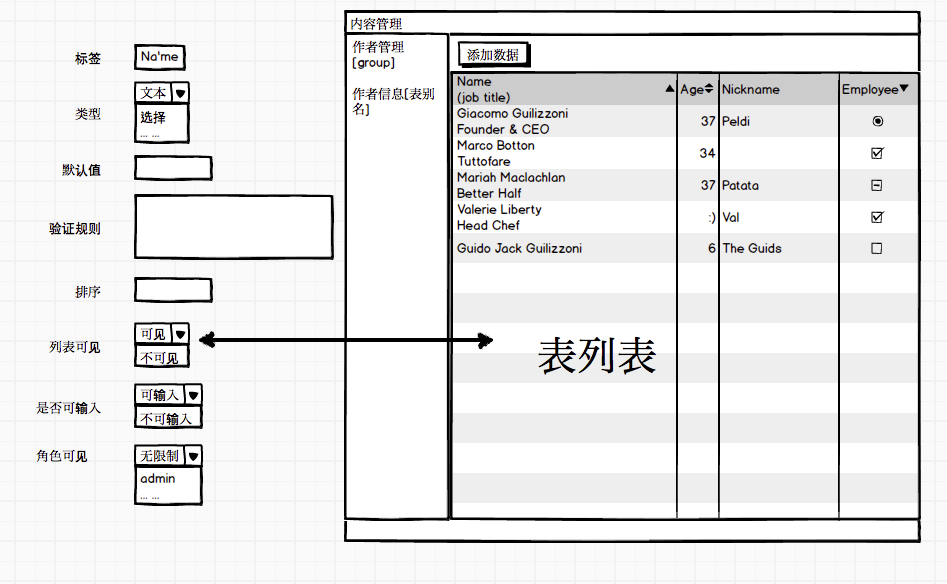 标签
Na'me
类型
文本
选择
... ...
默认值
验证规则
排序
列表可见
可见
不可见
是否可输入
可输入
不可输入
角色可见
无限制
admin
... ...
内容管理
作者管理
[group]
作者信息[表别
名]
添加数据
Name
(job title)
Age
Nickname
Employee
Giacomo Guilizzoni
Founder & CEO
37
Peldi
Marco Botton
Tuttofare
34
Mariah Maclachlan
Better Half
37
Patata
Valerie Liberty
Head Chef
:)
Val
Guido Jack Guilizzoni
6
The Guids
表列表